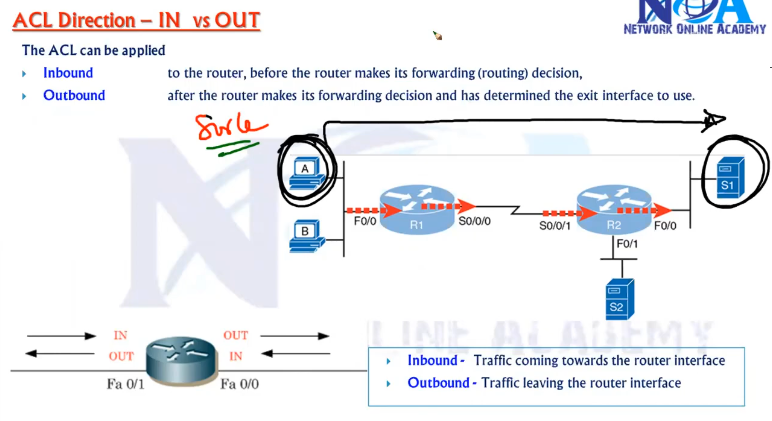 ACL Direction – IN vs OUT
NETWORK ONLINE ACADEMY
The ACL can be applied
Inbound to the router, before the router makes its forwarding (routing) decision,
Outbound after the router makes its forwarding decision and has determined the exit interface to use.
A
S1
B
F0/0
R1
S0/0/0
S0/0/1
R2
F0/0
F0/1
S2
IN
OUT
OUT
IN
Fa 0/1
Fa 0/0
LINE ACADEMY
Inbound - Traffic coming towards the router interface
Outbound - Traffic leaving the router interface